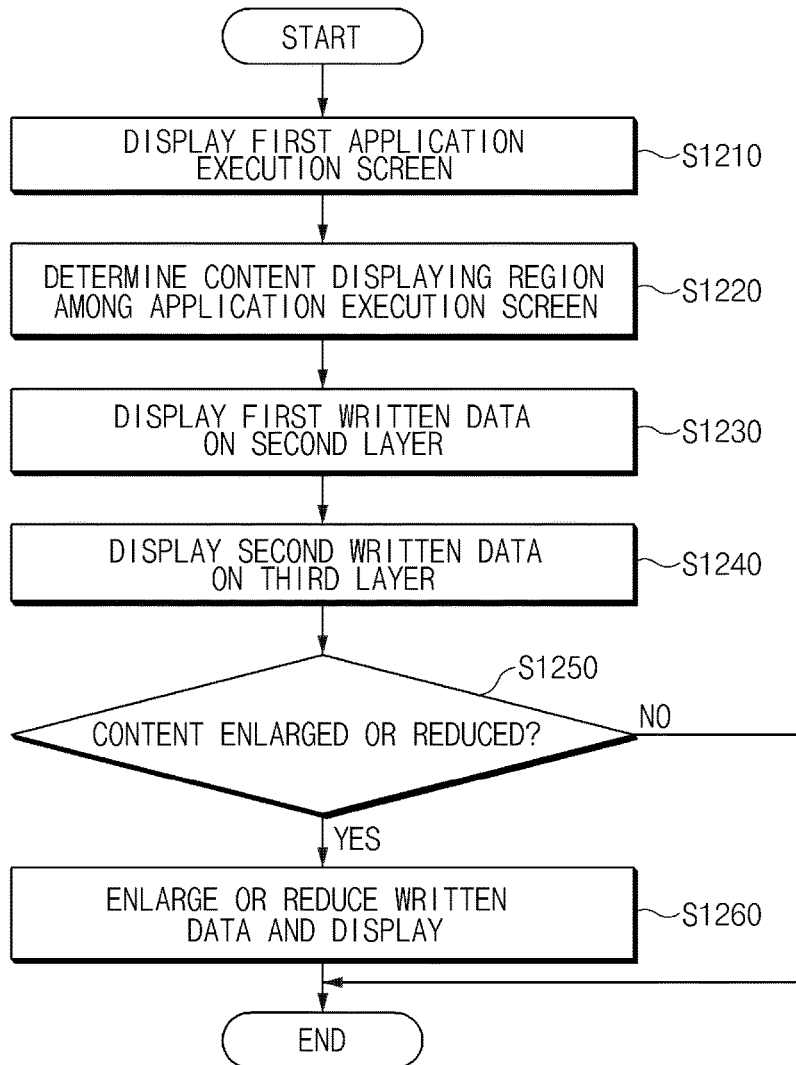 START
DISPLAY FIRST APPLICATION
EXECUTION SCREEN
S1210
DETERMINE CONTENT DISPLAYING REGION
AMONG APPLICATION EXECUTION SCREEN
S1220
DISPLAY FIRST WRITTEN DATA
ON SECOND LAYER
S1230
DISPLAY SECOND WRITTEN DATA
ON THIRD LAYER
S1240
S1250
CONTENT ENLARGED OR REDUCED?
NO
YES
ENLARGE OR REDUCE WRITTEN
DATA AND DISPLAY
S1260
END